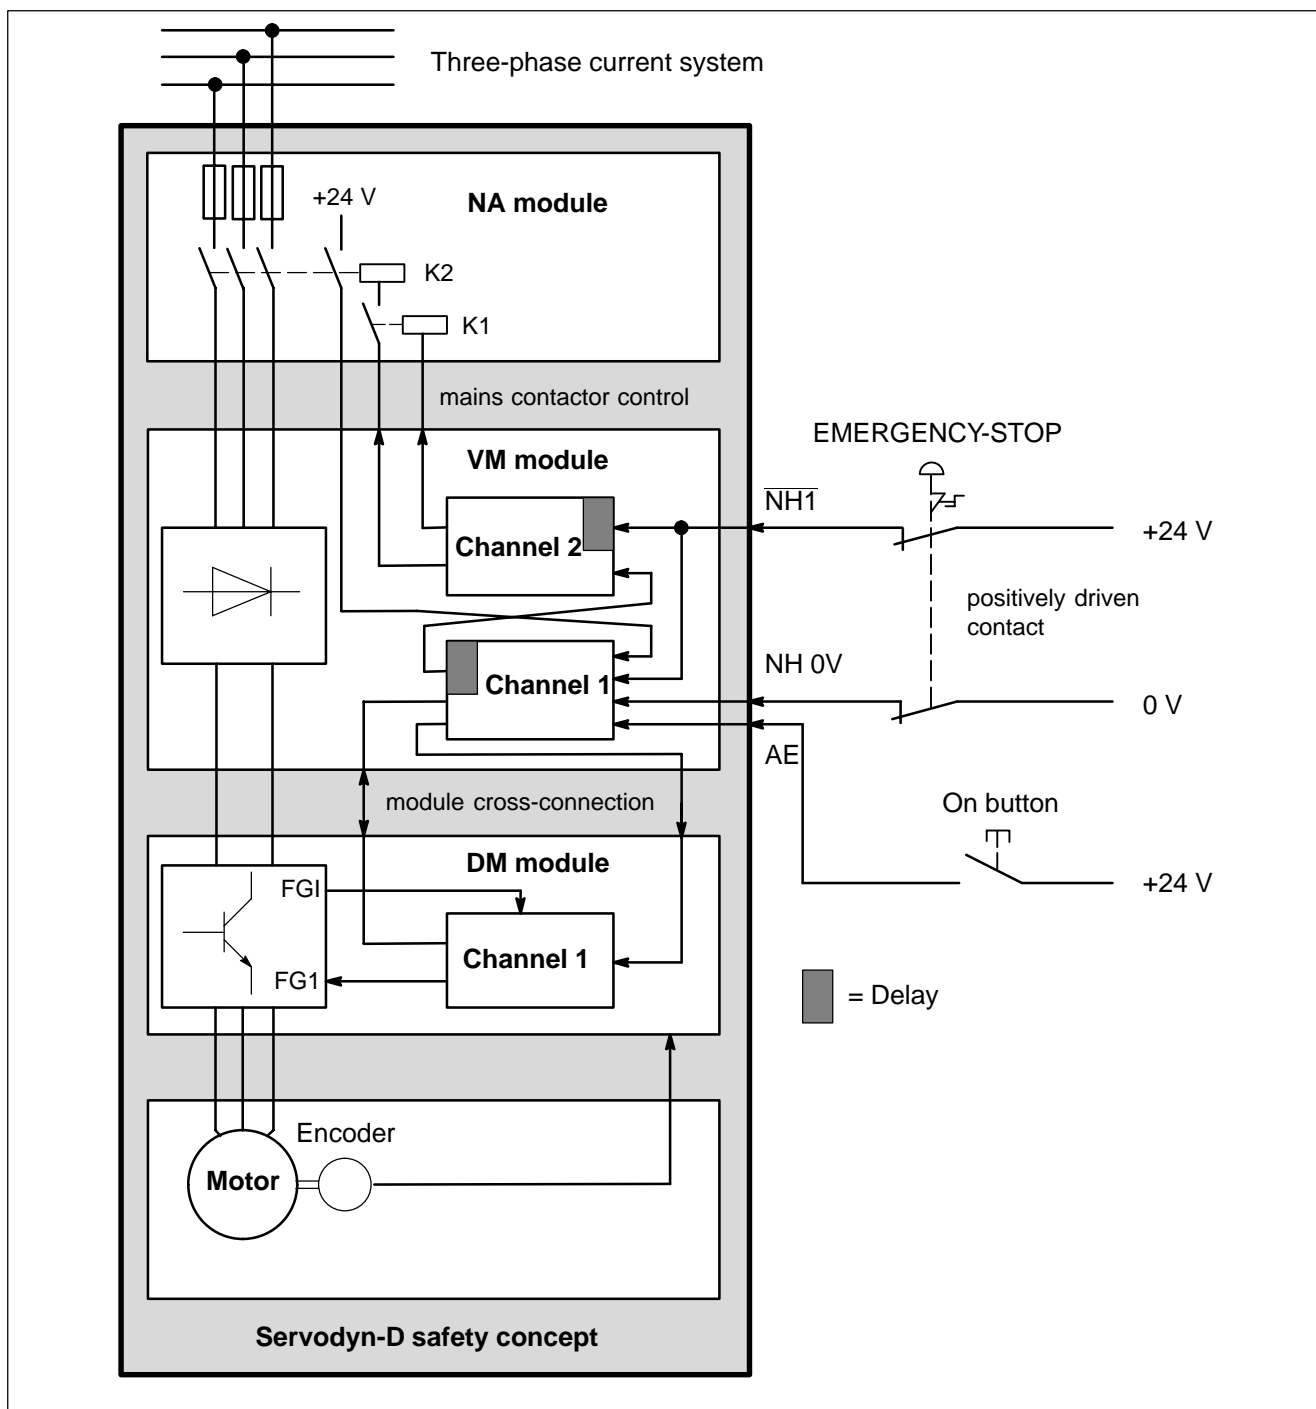 Three-phase current system
+24 V
NA module
K2
K1
mains contactor control
EMERGENCY-STOP
VM module
NH1
Channel 2
+24 V
positively driven
contact
NH 0V
Channel 1
0 V
AE
module cross-connection
On button
DM module
FGI
+24 V
Channel 1
FG1
= Delay
Encoder
Motor
Servodyn-D safety concept